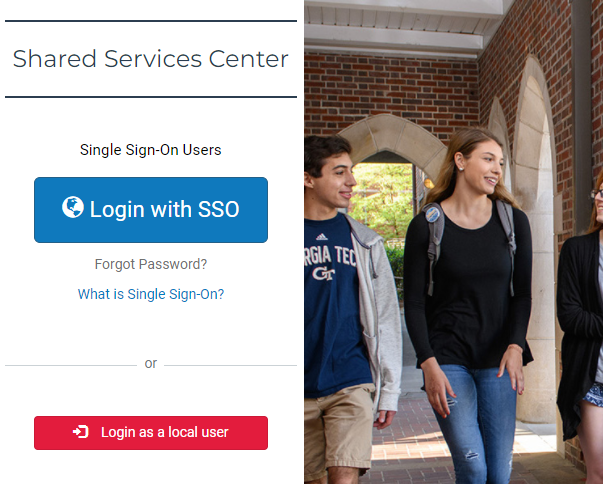 Shared Services Center
Single Sign-On Users
Login with SSO
Forgot Password?
What is Single Sign-On?
or
Login as a local user
RGIA TEC
GT